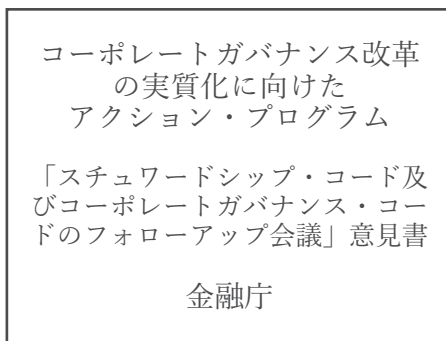 コーポレートガバナンス改革
の実質化に向けた
アクション・プログラム
「スチュワードシップ・コード及
びコーポレートガバナンス・コー
ドのフォローアップ会議」意見書
金融庁